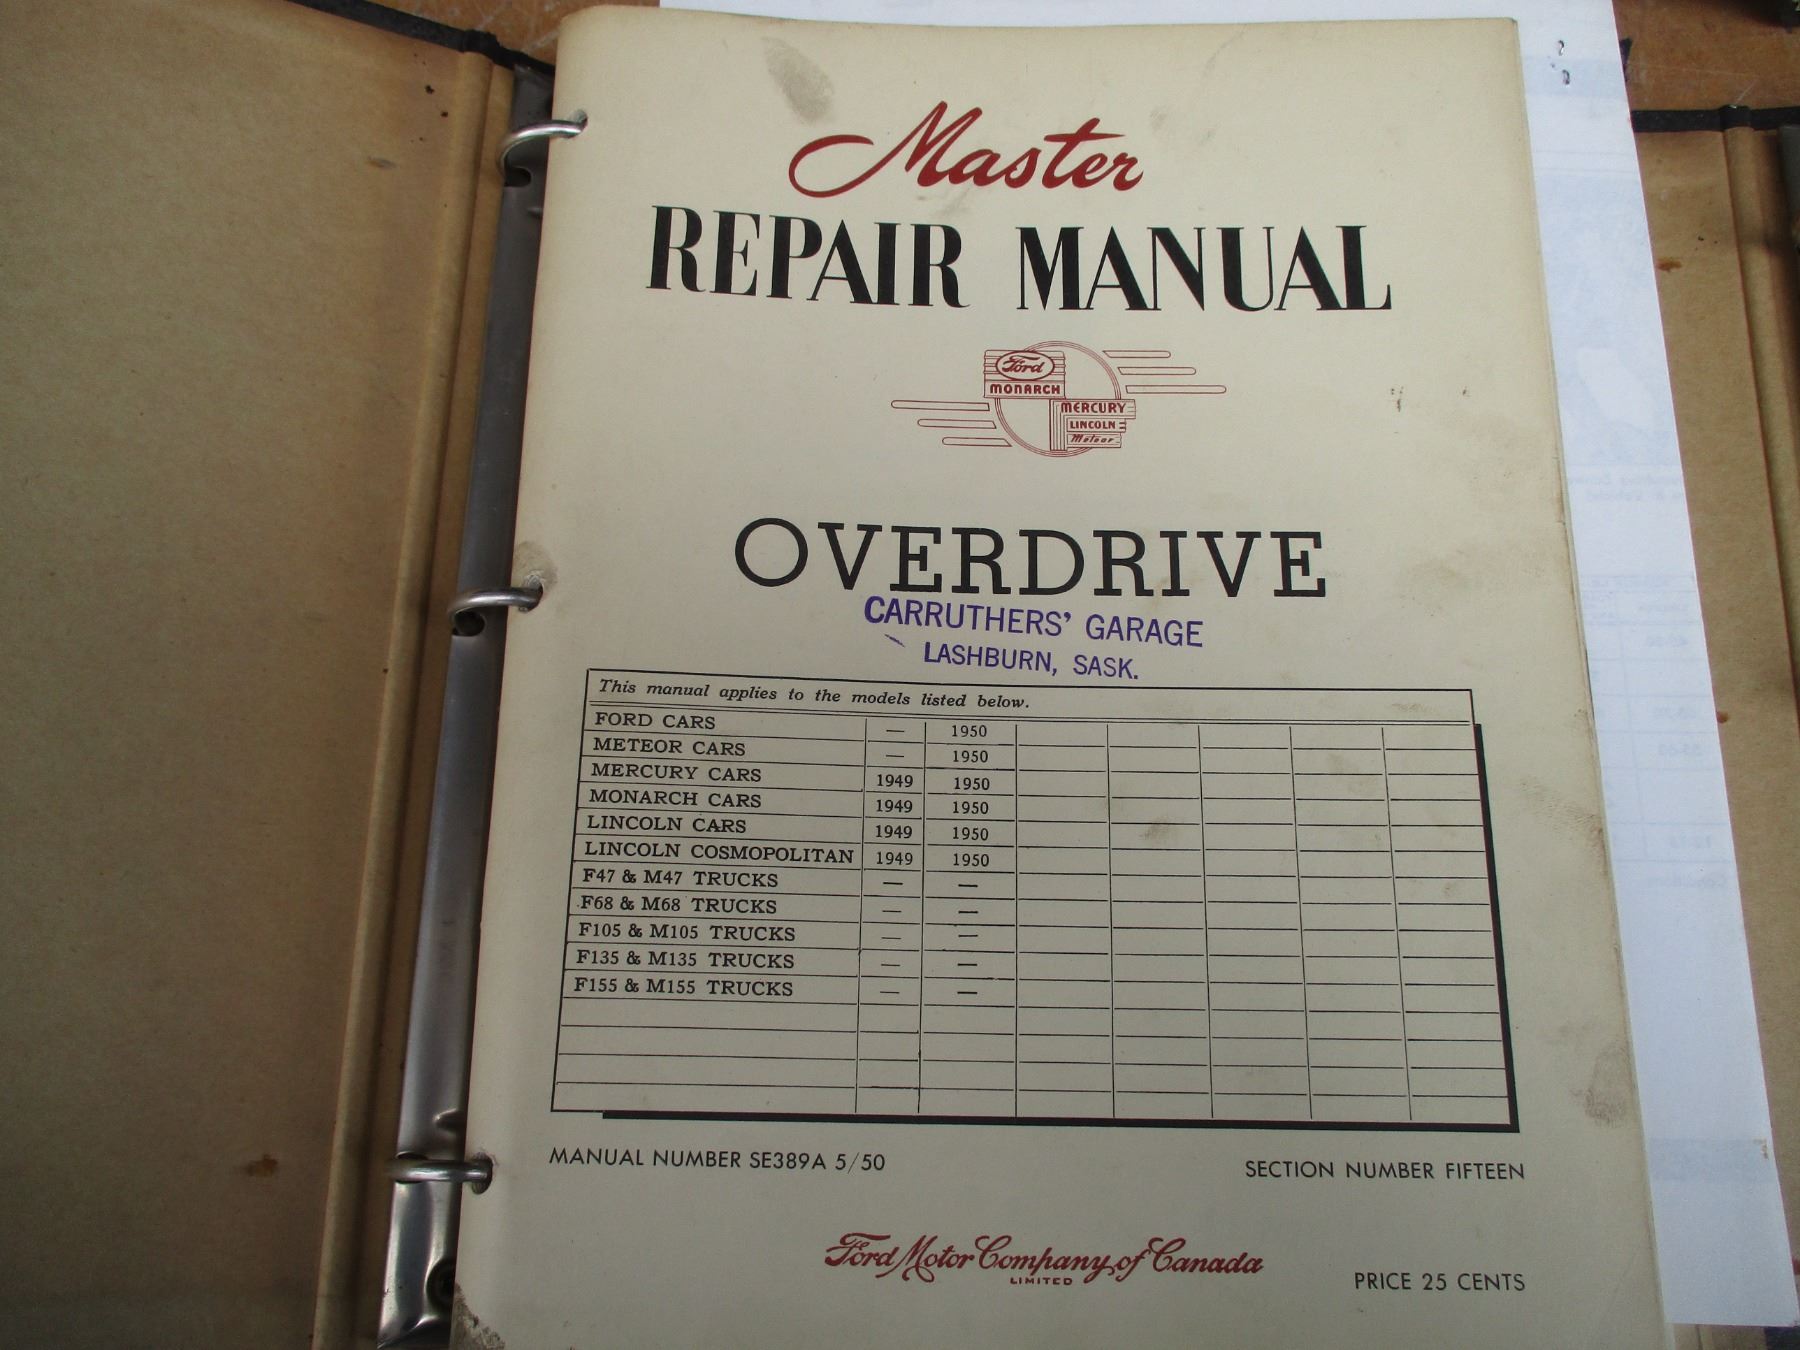 Master
REPAIR MANUAL
Ford
MONARCH
MERCURY
LINCOLN
Meteor
OVERDRIVE
CARRUTHERS' GARAGE
LASHBURN, SASK.
This manual applies to the models listed below.
FORD CARS — 1950
METEOR CARS — 1950
MERCURY CARS 1949 1950
MONARCH CARS 1949 1950
LINCOLN CARS 1949 1950
LINCOLN COSMOPOLITAN 1949 1950
F47 & M47 TRUCKS — —
F68 & M68 TRUCKS — —
F105 & M105 TRUCKS — —
F135 & M135 TRUCKS — —
F155 & M155 TRUCKS — —
MANUAL NUMBER SE389A 5/50
SECTION NUMBER FIFTEEN
Ford Motor Company of Canada
LIMITED
PRICE 25 CENTS